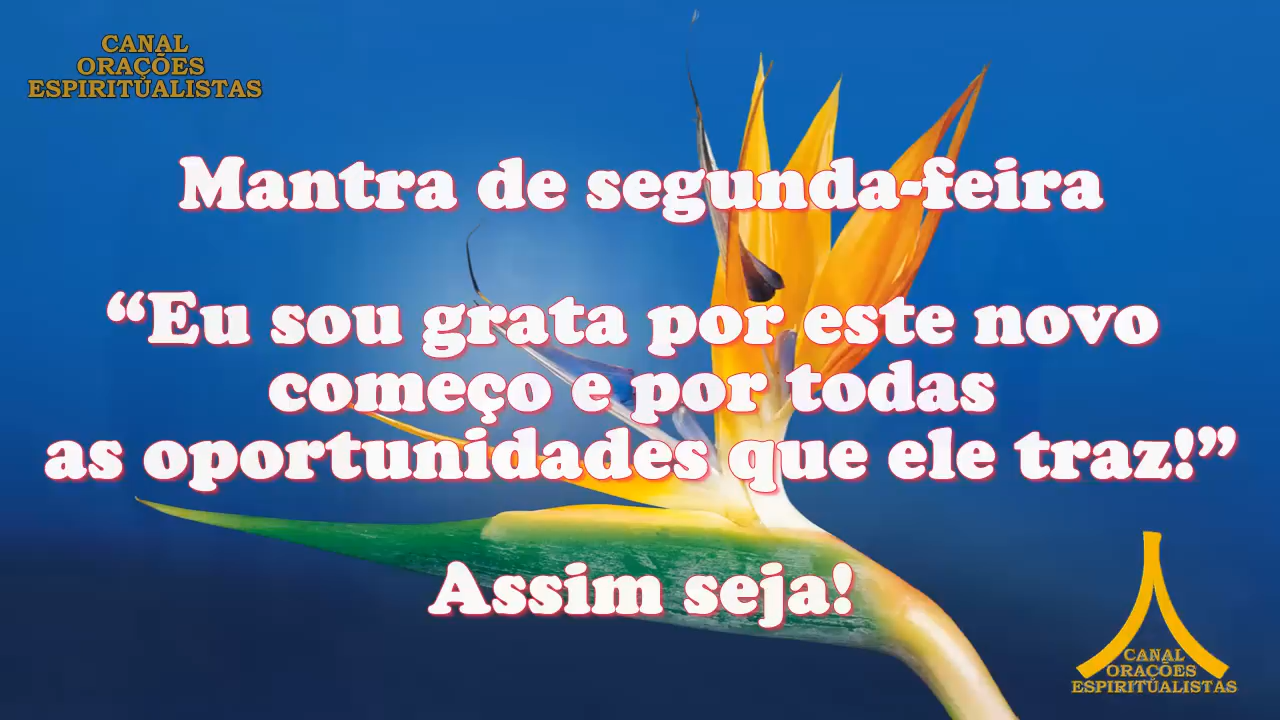 CANAL
ORAÇÕES
ESPIRITUALISTAS
Mantra de segunda-feira
“Eu sou grata por este novo
começo e por todas
as oportunidades que ele traz!”
Assim seja!
CANAL
ORAÇÕES
ESPIRITUALISTAS